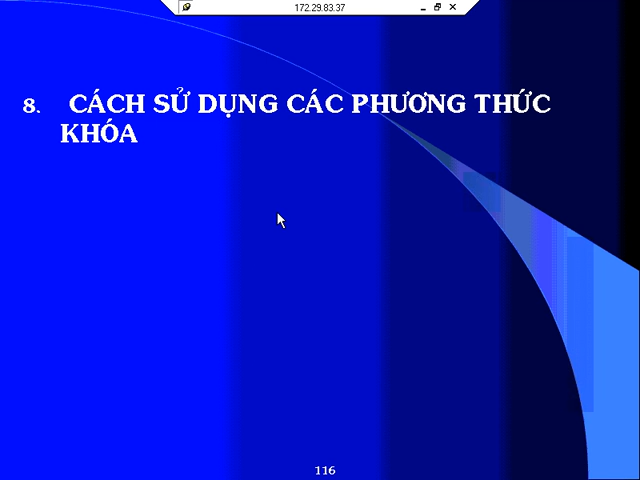 172.29.83.37
8. CÁCH SỬ DỤNG CÁC PHƯƠNG THỨC
KHÓA
116